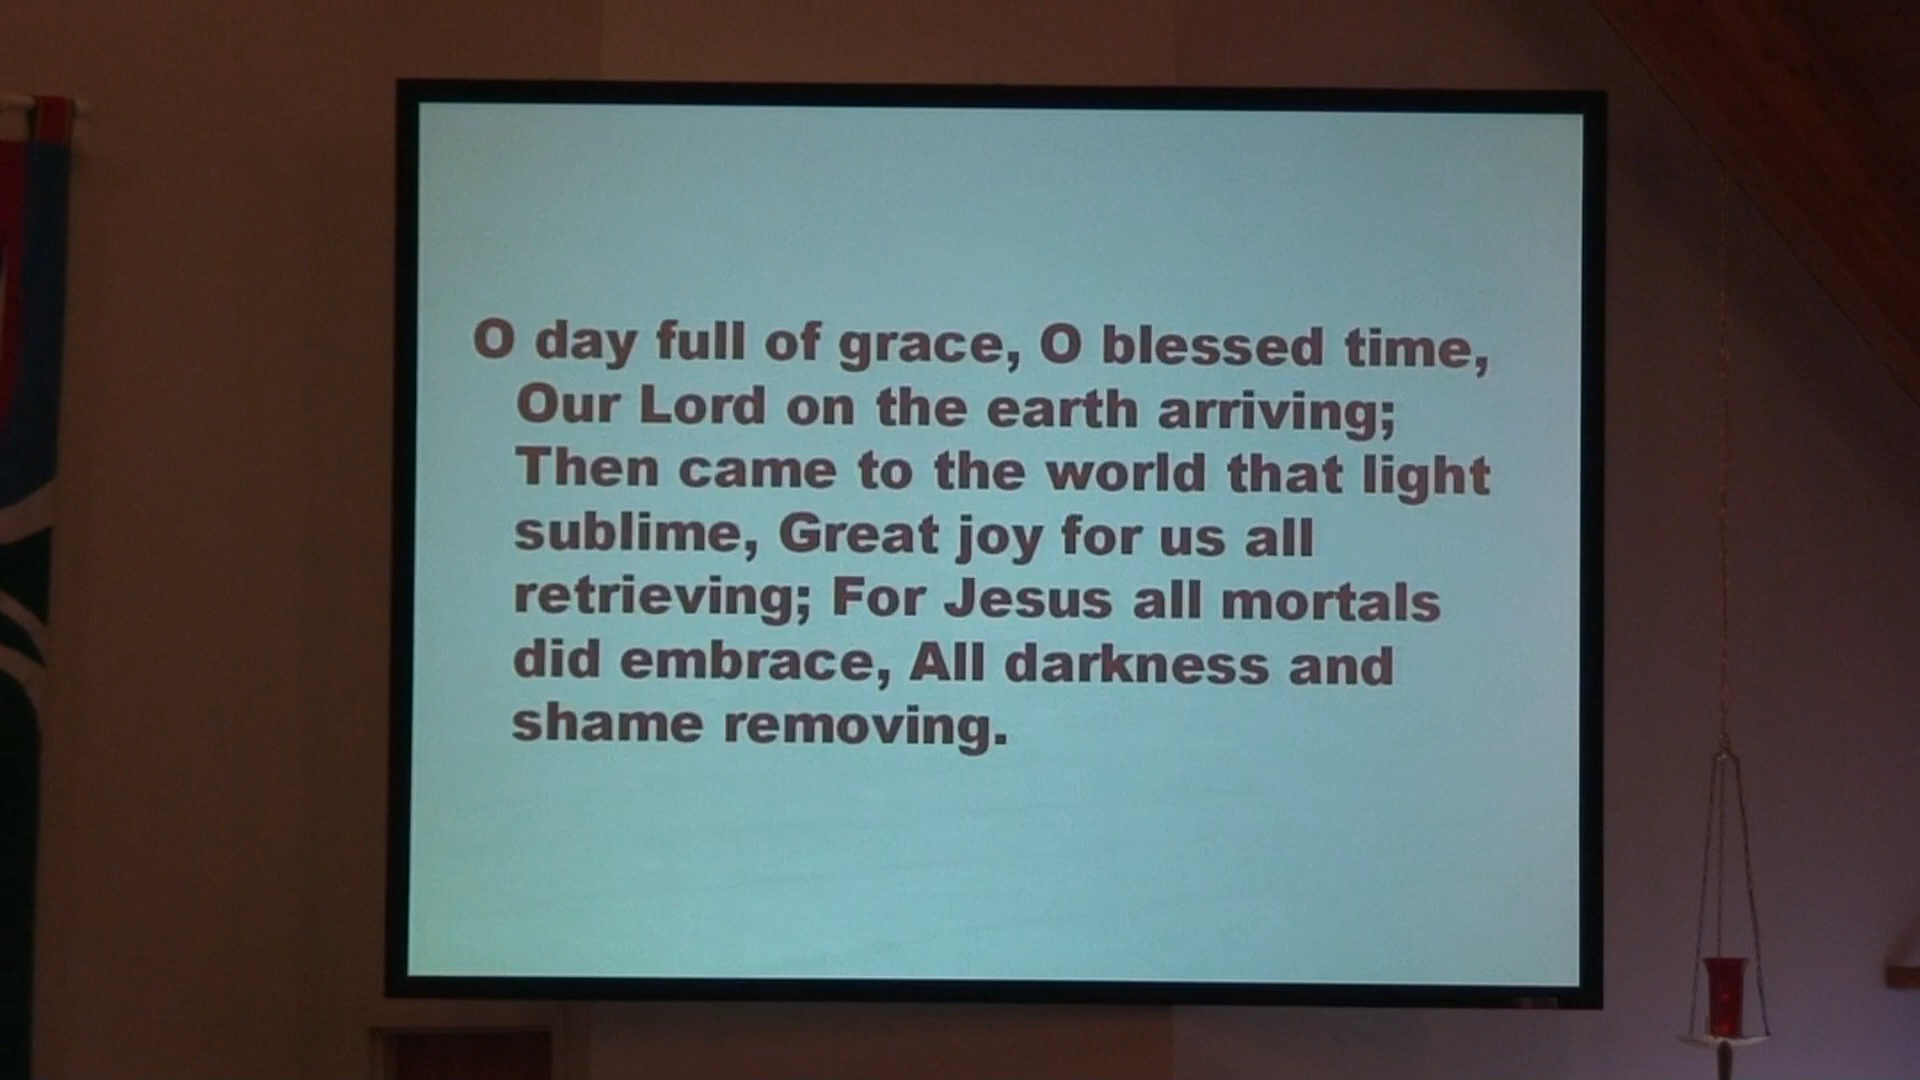 O day full of grace, O blessed time,
Our Lord on the earth arriving;
Then came to the world that light
sublime, Great joy for us all
retrieving; For Jesus all mortals
did embrace, All darkness and
shame removing.